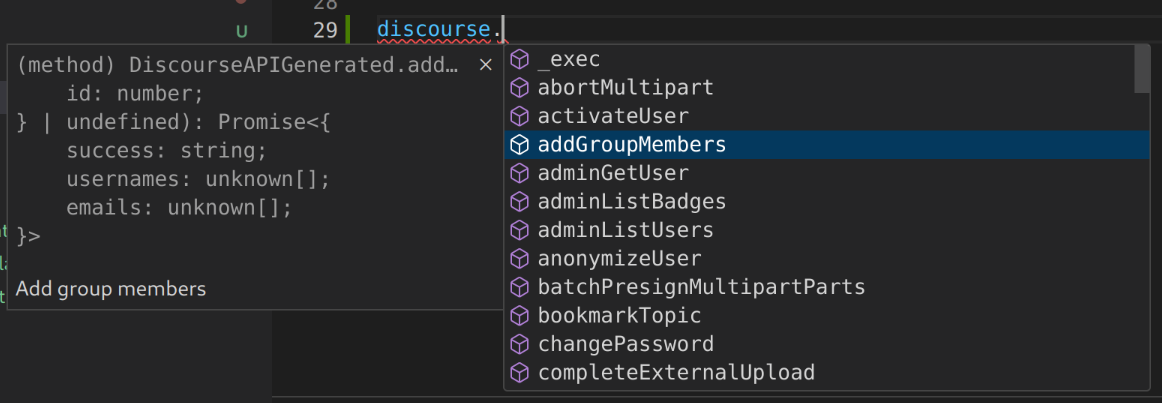 28
U
29 discourse.
(method) DiscourseAPIGenerated.add…
id: number;
} | undefined): Promise<{
success: string;
usernames: unknown[];
emails: unknown[];
}>
Add group members
_exec
abortMultipart
activateUser
addGroupMembers
adminGetUser
adminListBadges
adminListUsers
anonymizeUser
batchPresignMultipartParts
bookmarkTopic
changePassword
completeExternalUpload